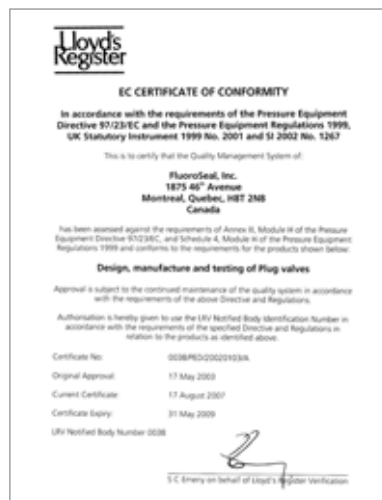 Lloyd's
Register
EC CERTIFICATE OF CONFORMITY
In accordance with the requirements of the Pressure Equipment
Directive 97/23/EC and the Pressure Equipment Regulations 1999,
UK Statutory Instrument 1999 No. 2001 and SI 2002 No. 1267
This is to certify that the Quality Management System of:
FluoroSeal, Inc.
1875 46th Avenue
Montreal, Quebec, H8T 2N8
Canada
has been assessed against the requirements of Annex III, Module H of the Pressure
Equipment Directive 97/23/EC, and Schedule 4, Module H of the Pressure Equipment
Regulations 1999 and conforms to the requirements for the products shown below:
Design, manufacture and testing of Plug valves
Approval is subject to the continued maintenance of the quality system in accordance
with the requirements of the above Directive and Regulations.
Authorisation is hereby given to use the LRV Notified Body Identification Number in
accordance with the requirements of the specified Directive and Regulations in
relation to the products as identified above.
Certificate No: 0038/PED/20020103/A
Original Approval: 17 May 2003
Current Certificate: 17 August 2007
Certificate Expiry: 31 May 2009
LRV Notified Body Number 0038
S C Emeny on behalf of Lloyd's Register Verification